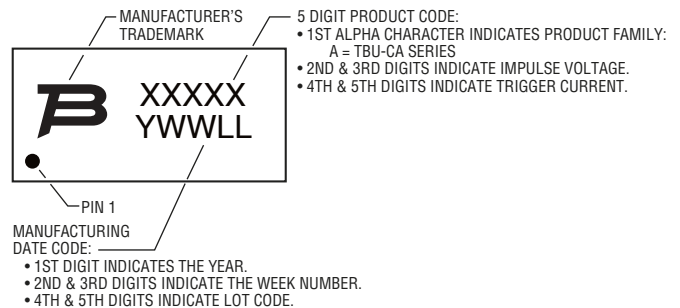 MANUFACTURER'S
TRADEMARK
5 DIGIT PRODUCT CODE:
• 1ST ALPHA CHARACTER INDICATES PRODUCT FAMILY:
A = TBU-CA SERIES
• 2ND & 3RD DIGITS INDICATE IMPULSE VOLTAGE.
• 4TH & 5TH DIGITS INDICATE TRIGGER CURRENT.
B
XXXXX
YWWLL
PIN 1
MANUFACTURING
DATE CODE:
• 1ST DIGIT INDICATES THE YEAR.
• 2ND & 3RD DIGITS INDICATE THE WEEK NUMBER.
• 4TH & 5TH DIGITS INDICATE LOT CODE.